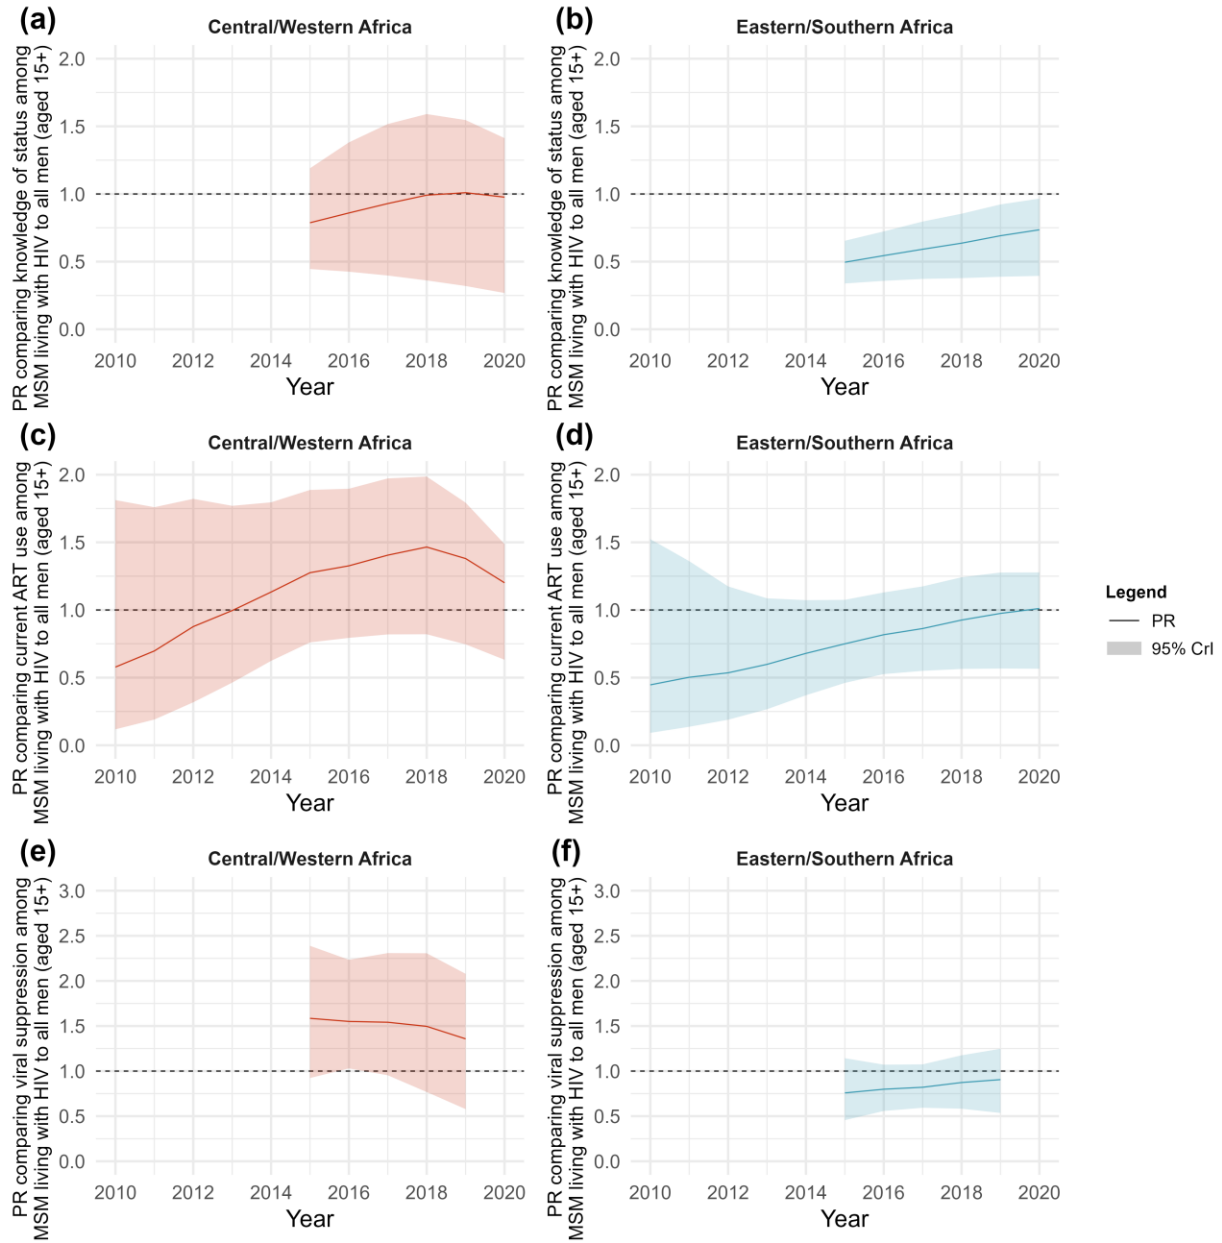 (a)
Central/Western Africa
PR comparing knowledge of status among
MSM living with HIV to all men (aged 15+)
2.0
1.5
1.0
0.5
0.0
2010 2012 2014 2016 2018 2020
Year
(b)
Eastern/Southern Africa
PR comparing knowledge of status among
MSM living with HIV to all men (aged 15+)
2.0
1.5
1.0
0.5
0.0
2010 2012 2014 2016 2018 2020
Year
(c)
Central/Western Africa
PR comparing current ART use among
MSM living with HIV to all men (aged 15+)
2.0
1.5
1.0
0.5
0.0
2010 2012 2014 2016 2018 2020
Year
(d)
Eastern/Southern Africa
PR comparing current ART use among
MSM living with HIV to all men (aged 15+)
2.0
1.5
1.0
0.5
0.0
2010 2012 2014 2016 2018 2020
Year
Legend
PR
95% CrI
(e)
Central/Western Africa
PR comparing viral suppression among
MSM living with HIV to all men (aged 15+)
3.0
2.5
2.0
1.5
1.0
0.5
0.0
2010 2012 2014 2016 2018 2020
Year
(f)
Eastern/Southern Africa
PR comparing viral suppression among
MSM living with HIV to all men (aged 15+)
3.0
2.5
2.0
1.5
1.0
0.5
0.0
2010 2012 2014 2016 2018 2020
Year